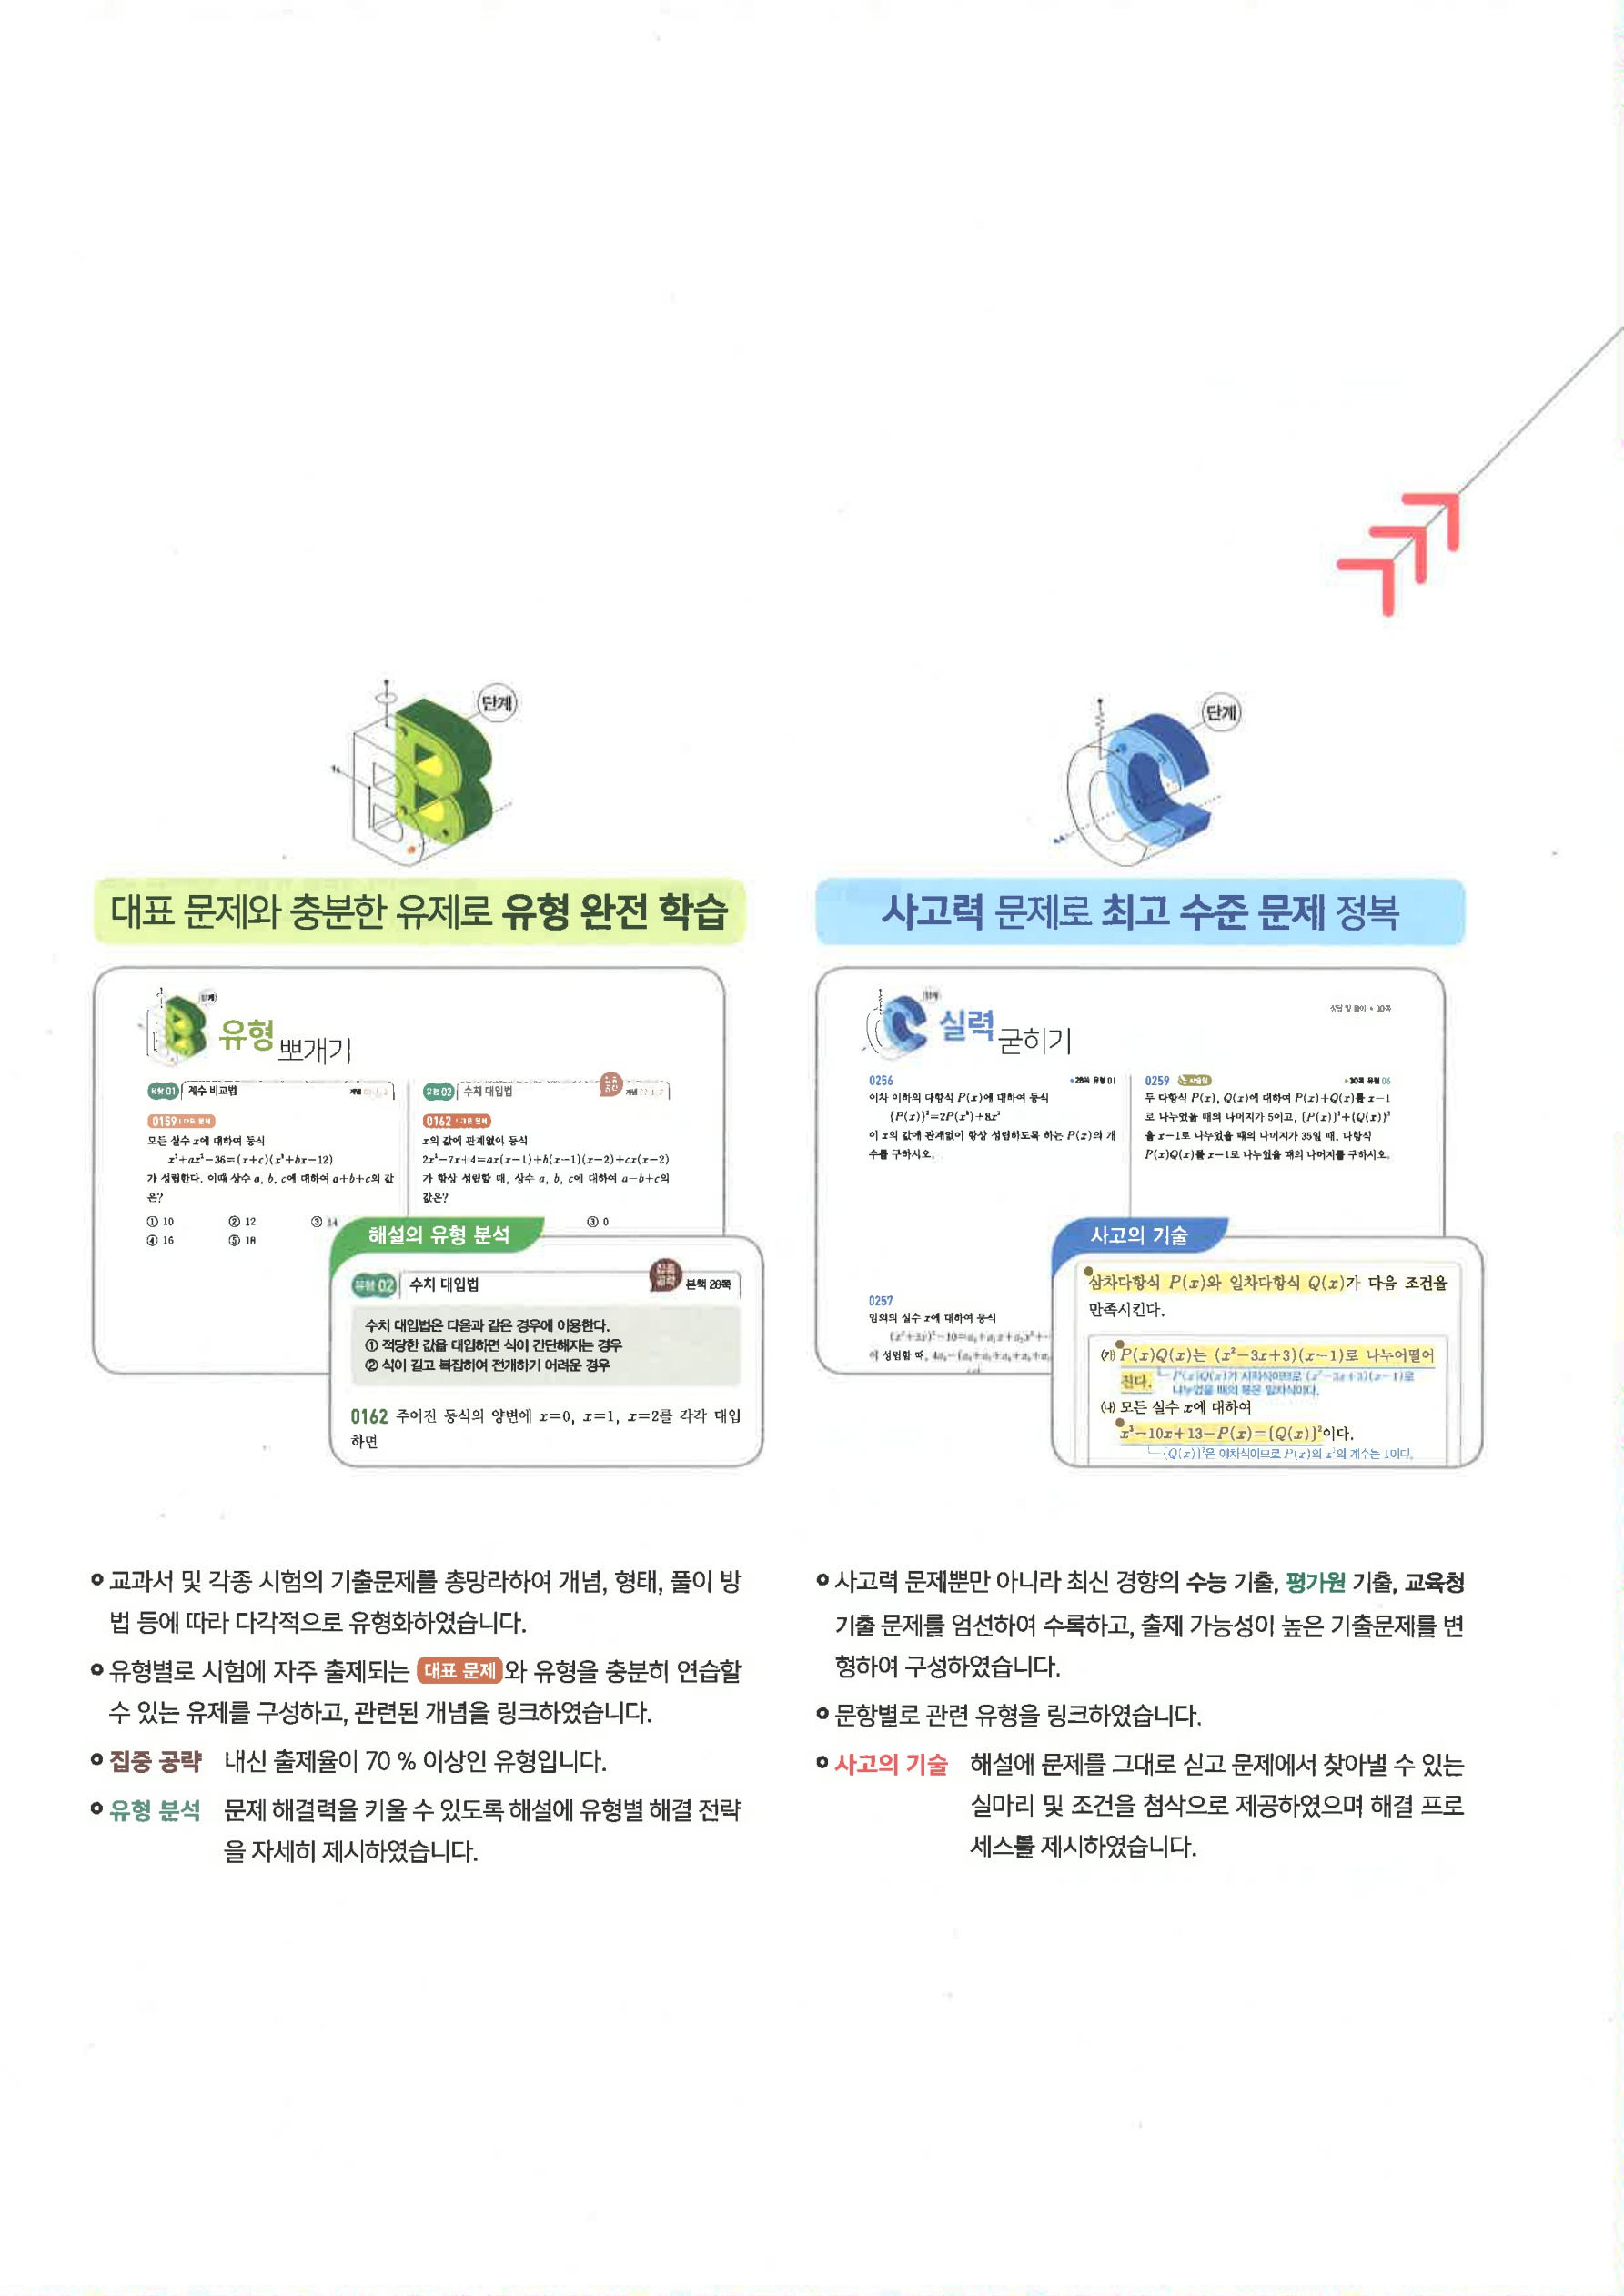 단계
대표 문제와 충분한 유제로 유형 완전 학습
유형 뽀개기
유형 01 계수 비교법
0159
모든 실수 x에 대하여 등식
x³+ax²-36=(x+c)(x²+bx-12)
가 성립한다. 이때 상수 a, b, c에 대하여 a+b+c의 값
은?
① 10 ② 12 ③ 14
④ 16 ⑤ 18
유형 02 수치 대입법
0162
x의 값에 관계없이 등식
2x²-7x+4=ax(x-1)+b(x-1)(x-2)+cx(x-2)
가 항상 성립할 때, 상수 a, b, c에 대하여 a-b+c의
값은?
③ 0
해설의 유형 분석
유형 02 수치 대입법 집중 공략 본책 28쪽
수치 대입법은 다음과 같은 경우에 이용한다.
① 적당한 값을 대입하면 식이 간단해지는 경우
② 식이 길고 복잡하여 전개하기 어려운 경우
0162 주어진 등식의 양변에 x=0, x=1, x=2를 각각 대입
하면
교과서 및 각종 시험의 기출문제를 총망라하여 개념, 형태, 풀이 방
법 등에 따라 다각적으로 유형화하였습니다.
유형별로 시험에 자주 출제되는 대표 문제 와 유형을 충분히 연습할
수 있는 유제를 구성하고, 관련된 개념을 링크하였습니다.
집중 공략 내신 출제율이 70 % 이상인 유형입니다.
유형 분석 문제 해결력을 키울 수 있도록 해설에 유형별 해결 전략
을 자세히 제시하였습니다.
단계
사고력 문제로 최고 수준 문제 정복
실력 굳히기
정답 및 풀이
0256
28쪽 유형 01
이차 이하의 다항식 P(x)에 대하여 등식
{P(x)}²=2P(x²)+8x²
이 x의 값에 관계없이 항상 성립하도록 하는 P(x)의 개
수를 구하시오.
0257
임의의 실수 x에 대하여 등식
이 성립할 때,
0259
30쪽 유형 06
두 다항식 P(x), Q(x)에 대하여 P(x)+Q(x)를 x-1
로 나누었을 때의 나머지가 5이고, {P(x)}³+{Q(x)}³
을 x-1로 나누었을 때의 나머지가 35일 때, 다항식
P(x)Q(x)를 x-1로 나누었을 때의 나머지를 구하시오.
사고의 기술
삼차다항식 P(x)와 일차다항식 Q(x)가 다음 조건을
만족시킨다.
㈎ P(x)Q(x)는 (x²-3x+3)(x-1)로 나누어떨어
진다.
P(x)Q(x)가 사차식이므로 (x²-3x+3)(x-1)로
나누었을 때의 몫은 일차식이다.
㈏ 모든 실수 x에 대하여
x³-10x+13-P(x)={Q(x)}²이다.
{Q(x)}²은 이차식이므로 P(x)의 x³의 계수는 1이다.
사고력 문제뿐만 아니라 최신 경향의 수능 기출, 평가원 기출, 교육청
기출 문제를 엄선하여 수록하고, 출제 가능성이 높은 기출문제를 변
형하여 구성하였습니다.
문항별로 관련 유형을 링크하였습니다.
사고의 기술 해설에 문제를 그대로 싣고 문제에서 찾아낼 수 있는
실마리 및 조건을 첨삭으로 제공하였으며 해결 프로
세스를 제시하였습니다.